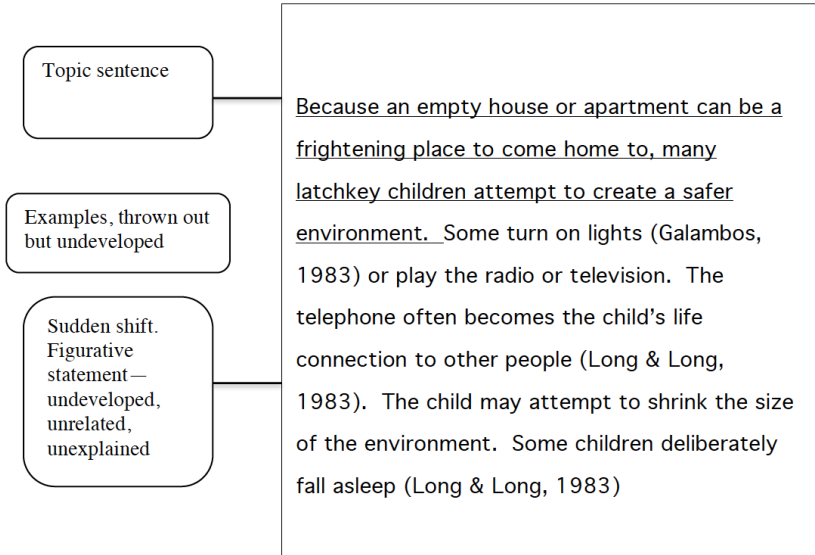 Topic sentence
Examples, thrown out
but undeveloped
Sudden shift.
Figurative
statement—
undeveloped,
unrelated,
unexplained
Because an empty house or apartment can be a
frightening place to come home to, many
latchkey children attempt to create a safer
environment.  Some turn on lights (Galambos,
1983) or play the radio or television.  The
telephone often becomes the child’s life
connection to other people (Long & Long,
1983).  The child may attempt to shrink the size
of the environment.  Some children deliberately
fall asleep (Long & Long, 1983)